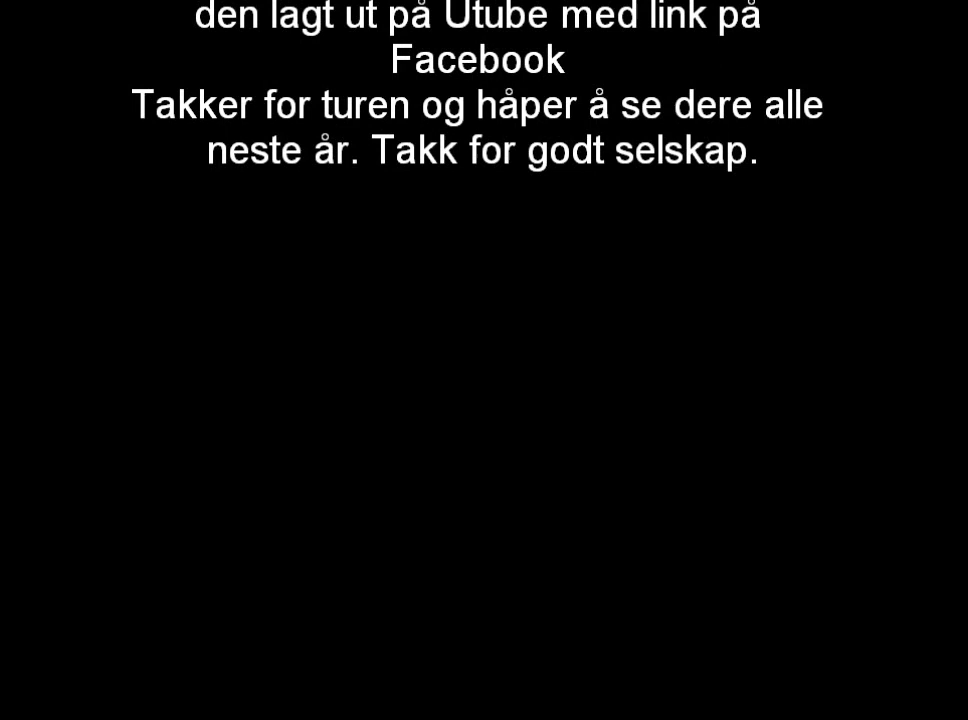 den lagt ut på Utube med link på
Facebook
Takker for turen og håper å se dere alle
neste år. Takk for godt selskap.